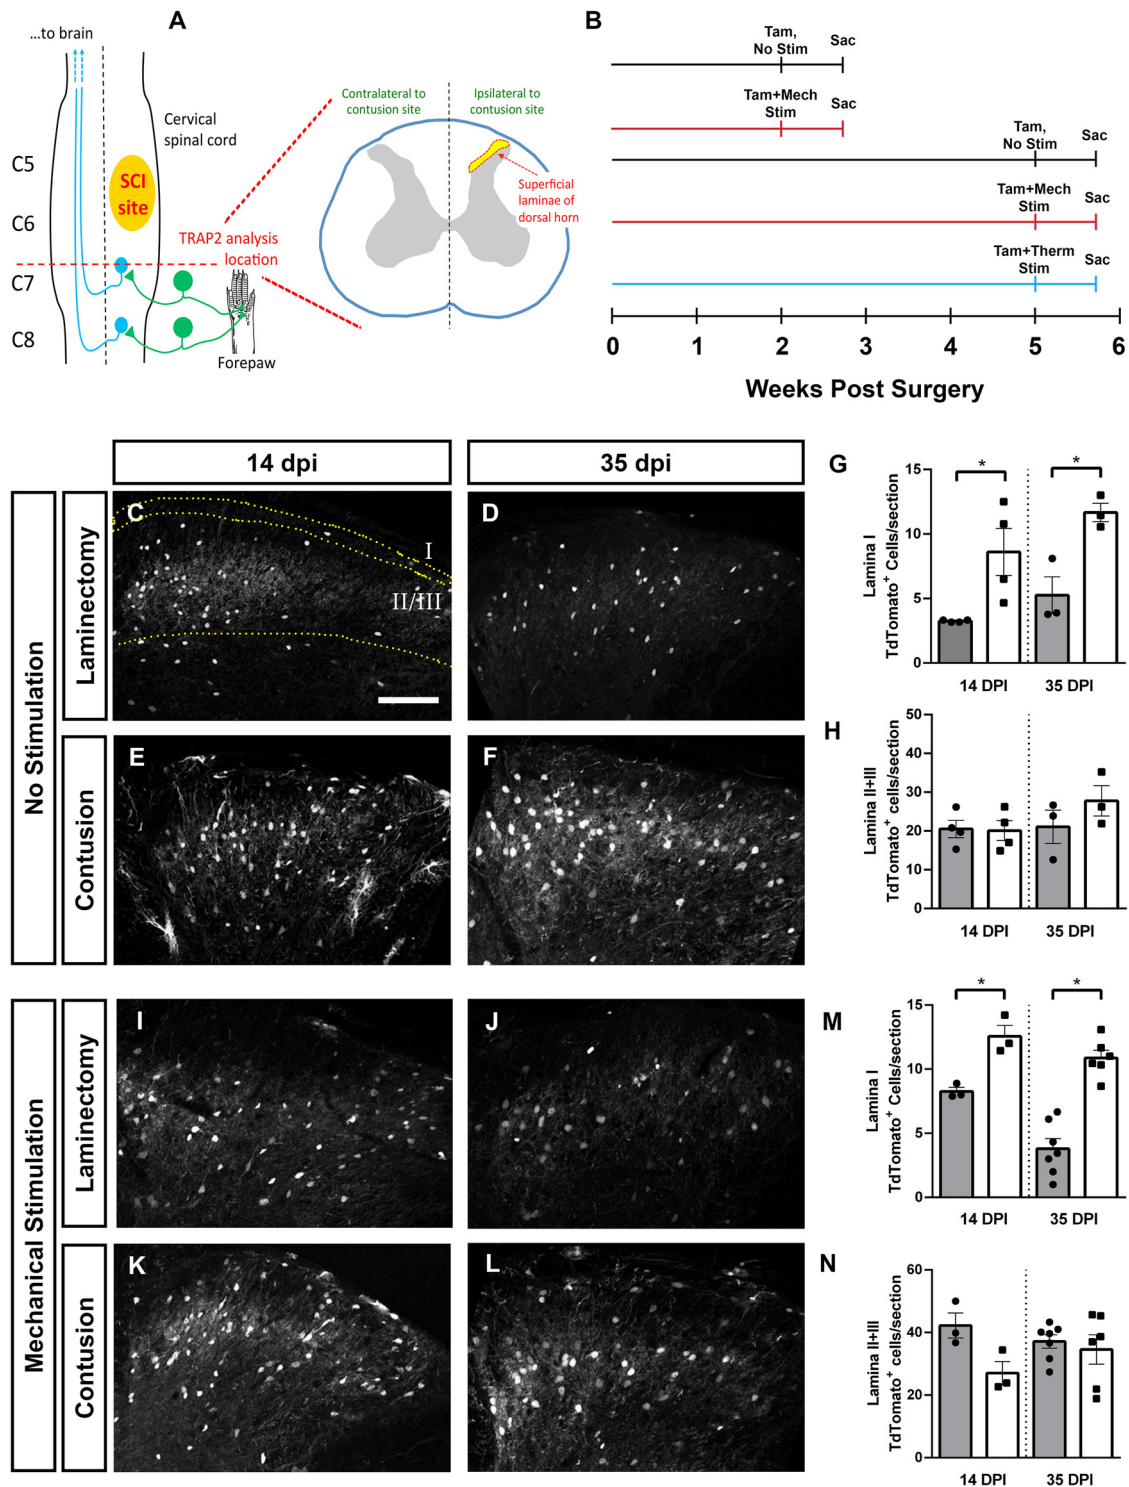 A
...to brain
Cervical
spinal cord
C5
C6
C7
C8
SCI
site
TRAP2 analysis
location
Forepaw
Contralateral to
contusion site
Ipsilateral to
contusion site
Superficial
laminae of
dorsal horn
B
Tam,
No Stim
Sac
Tam+Mech
Stim
Sac
Tam,
No Stim
Sac
Tam+Mech
Stim
Sac
Tam+Therm
Stim
Sac
0 1 2 3 4 5 6
Weeks Post Surgery
14 dpi
35 dpi
No Stimulation
Laminectomy
Contusion
C
I
II/III
D
E
F
G
Lamina I
TdTomato+ Cells/section
15
10
5
0
*
*
14 DPI
35 DPI
H
Lamina II+III
TdTomato+ cells/section
50
40
30
20
10
0
14 DPI
35 DPI
Mechanical Stimulation
Laminectomy
Contusion
I
J
K
L
M
Lamina I
TdTomato+ Cells/section
15
10
5
0
*
*
14 DPI
35 DPI
N
Lamina II+III
TdTomato+ cells/section
60
40
20
0
14 DPI
35 DPI